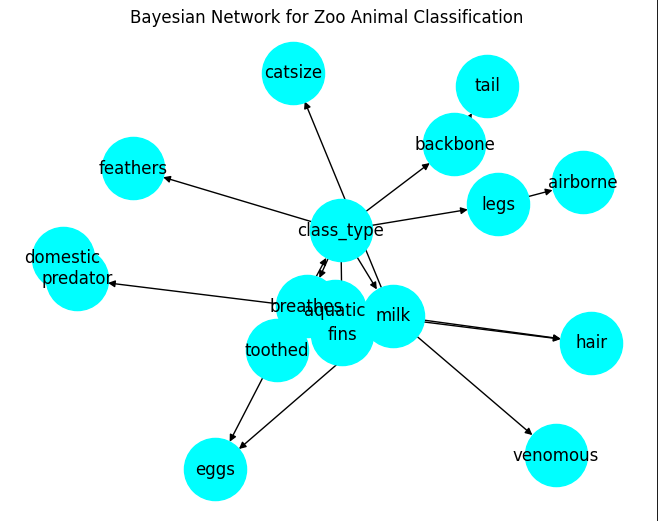 Bayesian Network for Zoo Animal Classification
catsize
tail
backbone
feathers
airborne
legs
class_type
domestic
predator
breathes
aquatic
milk
fins
hair
toothed
venomous
eggs